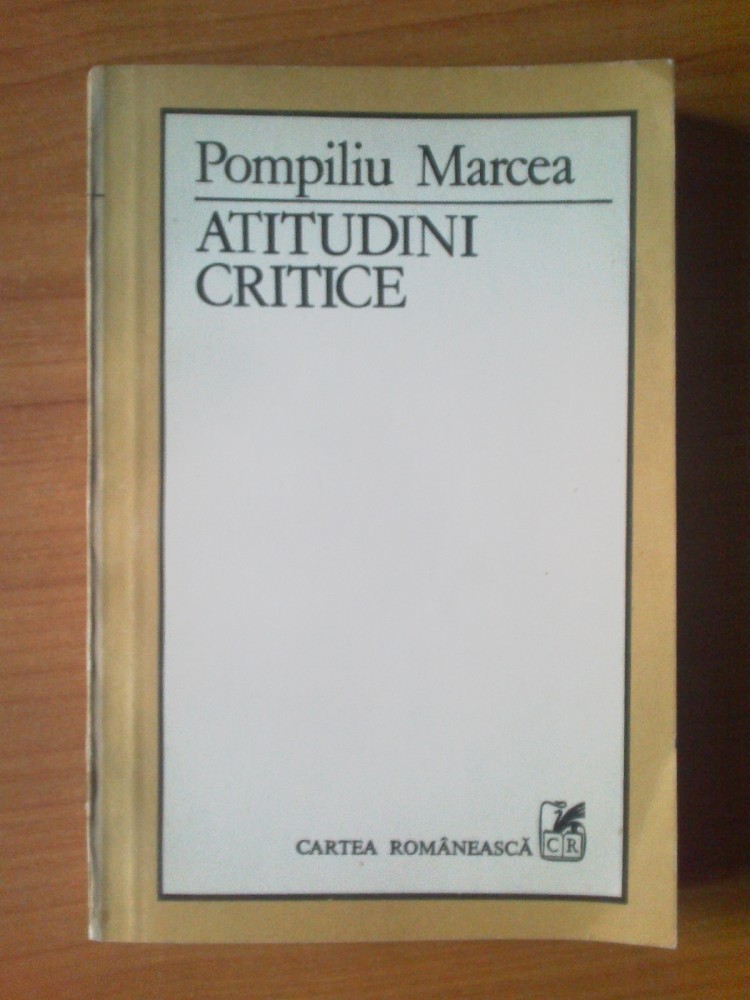 Pompiliu Marcea
ATITUDINI
CRITICE
CARTEA ROMÂNEASCĂ
CR